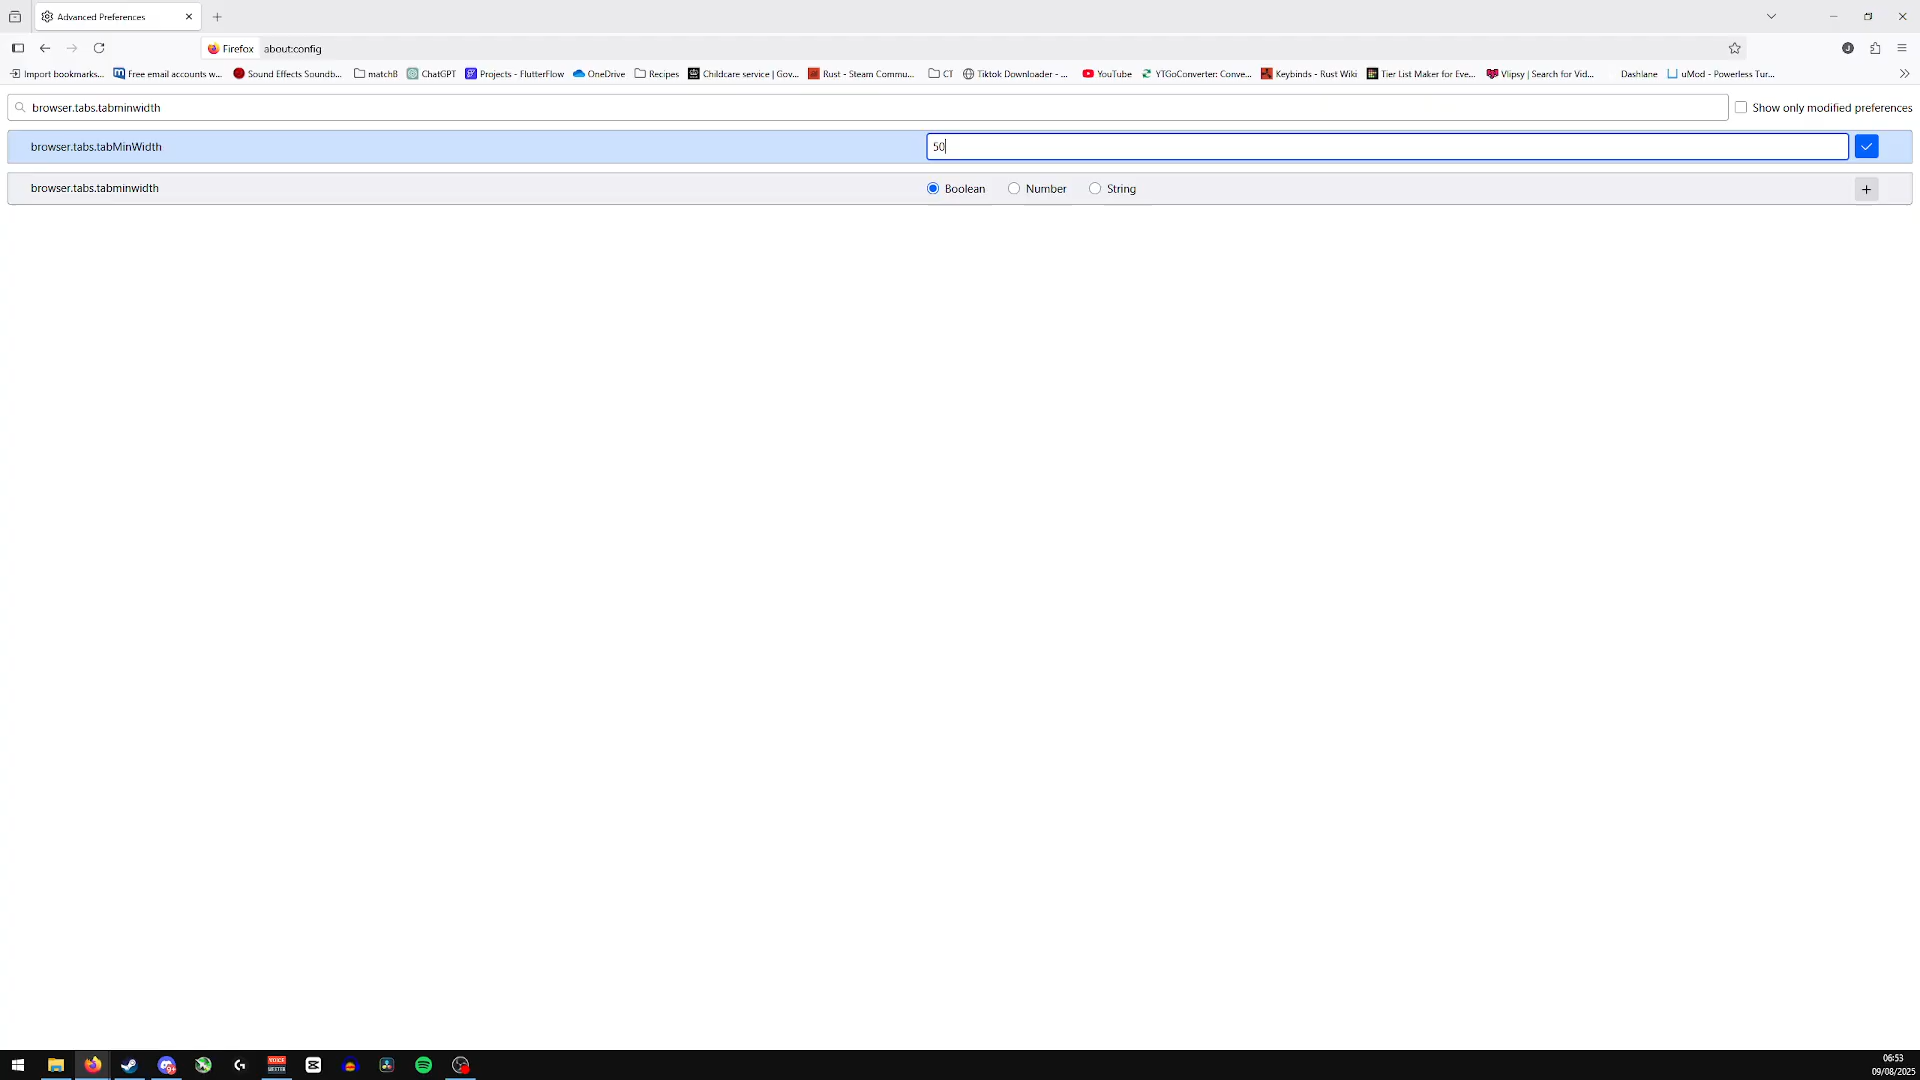 Advanced Preferences
Firefox about:config
Import bookmarks... Free email accounts w... Sound Effects Soundb... matchB ChatGPT Projects - FlutterFlow OneDrive Recipes Childcare service | Gov... Rust - Steam Commu... CT Tiktok Downloader - ... YouTube YTGoConverter: Conve... Keybinds - Rust Wiki Tier List Maker for Eve... Vlipsy | Search for Vid... Dashlane uMod - Powerless Tur...
browser.tabs.tabminwidth Show only modified preferences
browser.tabs.tabMinWidth 50
browser.tabs.tabminwidth Boolean Number String
06:53
09/08/2025